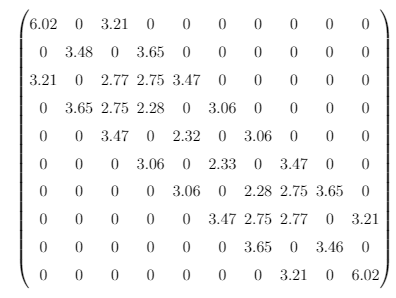 6.02 0 3.21 0 0 0 0 0 0 0
0 3.48 0 3.65 0 0 0 0 0 0
3.21 0 2.77 2.75 3.47 0 0 0 0 0
0 3.65 2.75 2.28 0 3.06 0 0 0 0
0 0 3.47 0 2.32 0 3.06 0 0 0
0 0 0 3.06 0 2.33 0 3.47 0 0
0 0 0 0 3.06 0 2.28 2.75 3.65 0
0 0 0 0 0 3.47 2.75 2.77 0 3.21
0 0 0 0 0 0 3.65 0 3.46 0
0 0 0 0 0 0 0 3.21 0 6.02